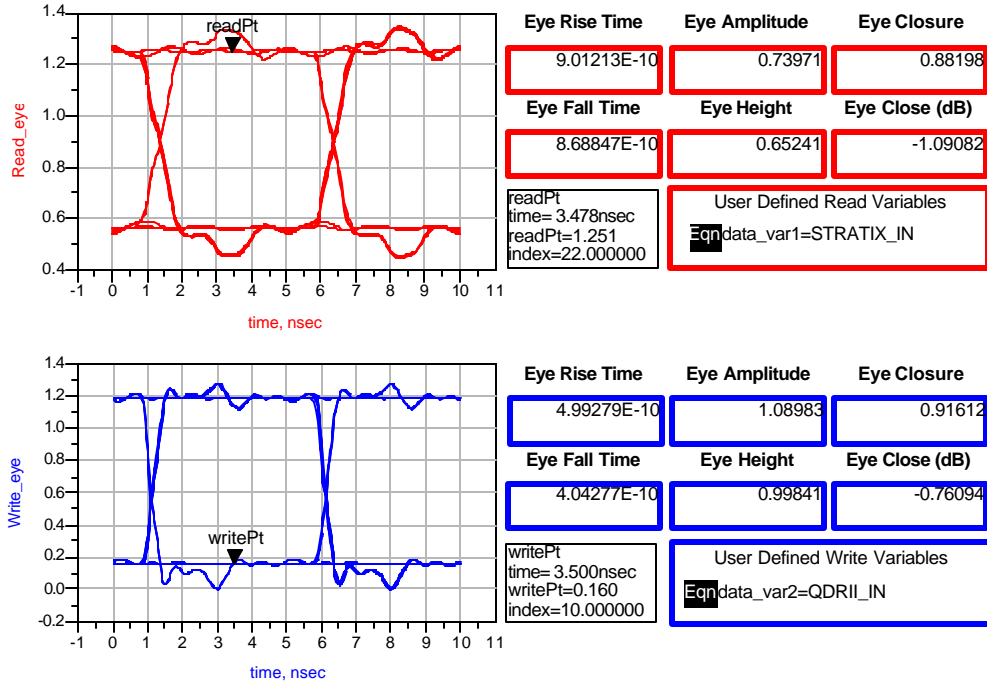 1.4
1.2
1.0
0.8
0.6
0.4
Read_eye
readPt
-1 0 1 2 3 4 5 6 7 8 9 10 11
time, nsec
Eye Rise Time Eye Amplitude Eye Closure
9.01213E-10 0.73971 0.88198
Eye Fall Time Eye Height Eye Close (dB)
8.68847E-10 0.65241 -1.09082
readPt
time= 3.478nsec
readPt=1.251
index=22.000000
User Defined Read Variables
Eqn data_var1=STRATIX_IN
1.4
1.2
1.0
0.8
0.6
0.4
0.2
0.0
-0.2
Write_eye
writePt
-1 0 1 2 3 4 5 6 7 8 9 10 11
time, nsec
Eye Rise Time Eye Amplitude Eye Closure
4.99279E-10 1.08983 0.91612
Eye Fall Time Eye Height Eye Close (dB)
4.04277E-10 0.99841 -0.76094
writePt
time= 3.500nsec
writePt=0.160
index=10.000000
User Defined Write Variables
Eqn data_var2=QDRII_IN